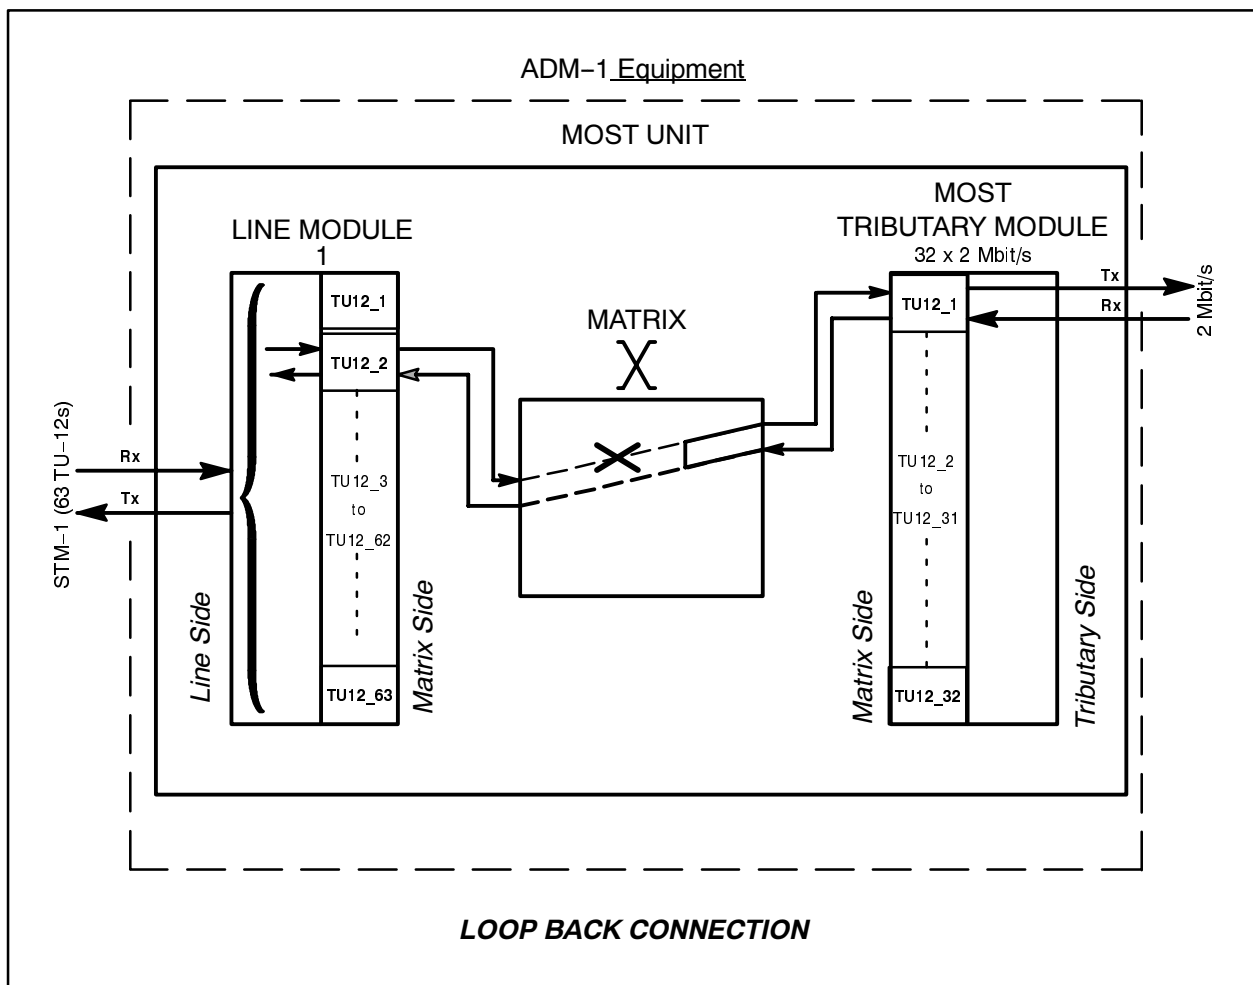 ADM−1 Equipment
MOST UNIT
LINE MODULE
1
MOST
TRIBUTARY MODULE
32 x 2 Mbit/s
MATRIX
TU12_1
TU12_2
TU12_3
to
TU12_62
TU12_63
Rx
Tx
STM−1 (63 TU−12s)
Line Side
Matrix Side
TU12_1
TU12_2
to
TU12_31
TU12_32
Tx
Rx
2 Mbit/s
Matrix Side
Tributary Side
LOOP BACK CONNECTION